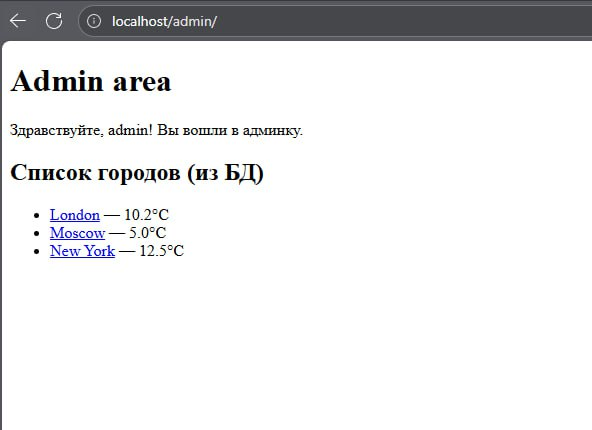 localhost/admin/
Admin area
Здравствуйте, admin! Вы вошли в админку.
Список городов (из БД)
London — 10.2°C
Moscow — 5.0°C
New York — 12.5°C